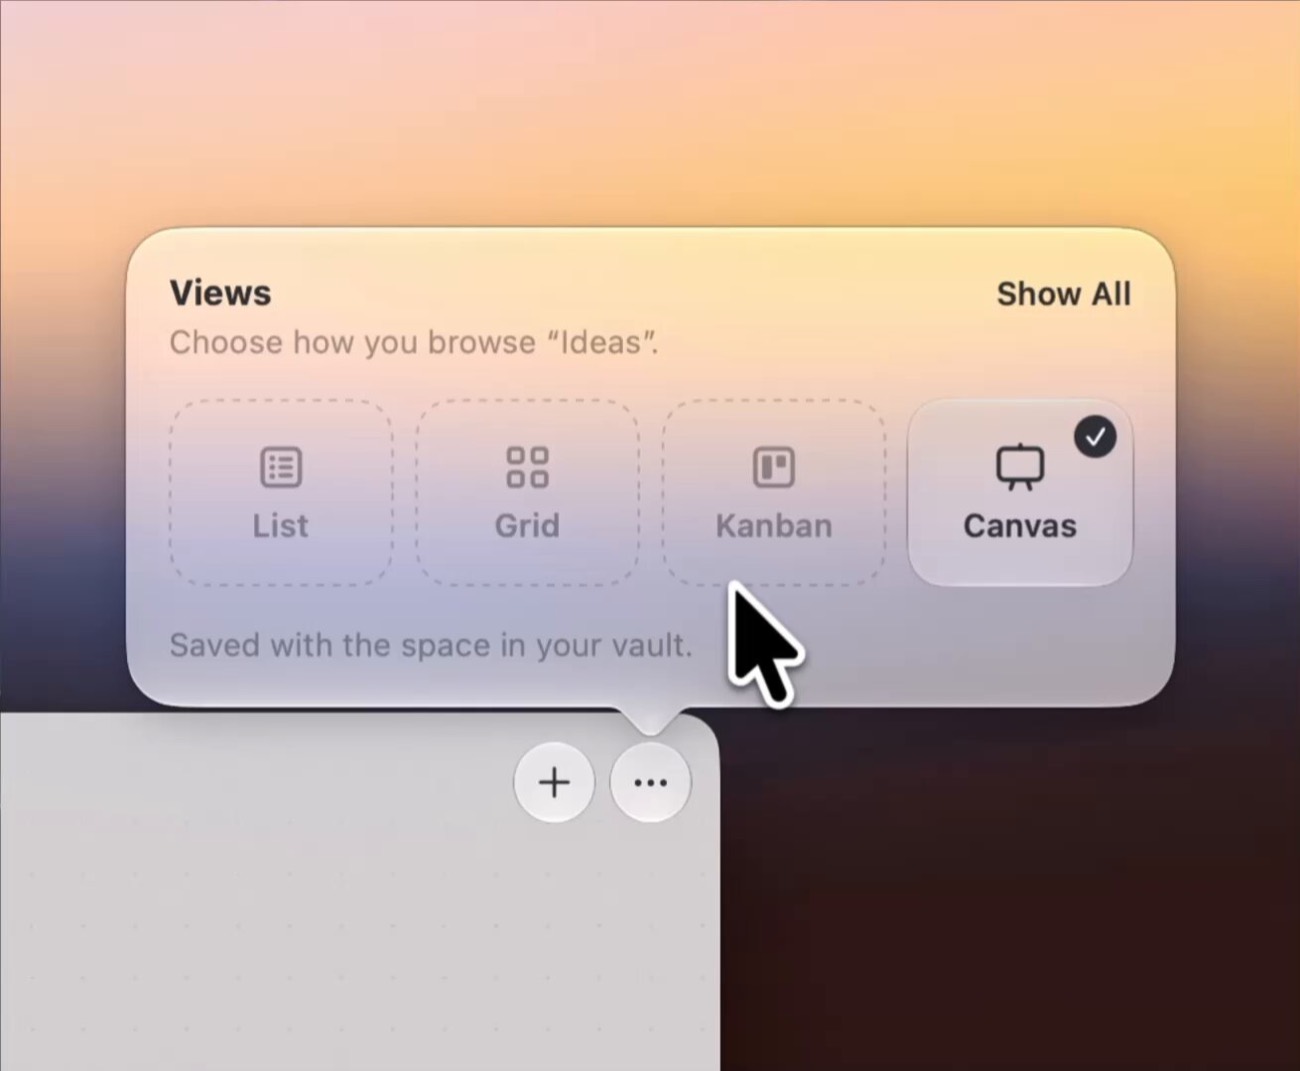 Views
Show All
Choose how you browse “Ideas”.
List
Grid
Kanban
Canvas
Saved with the space in your vault.